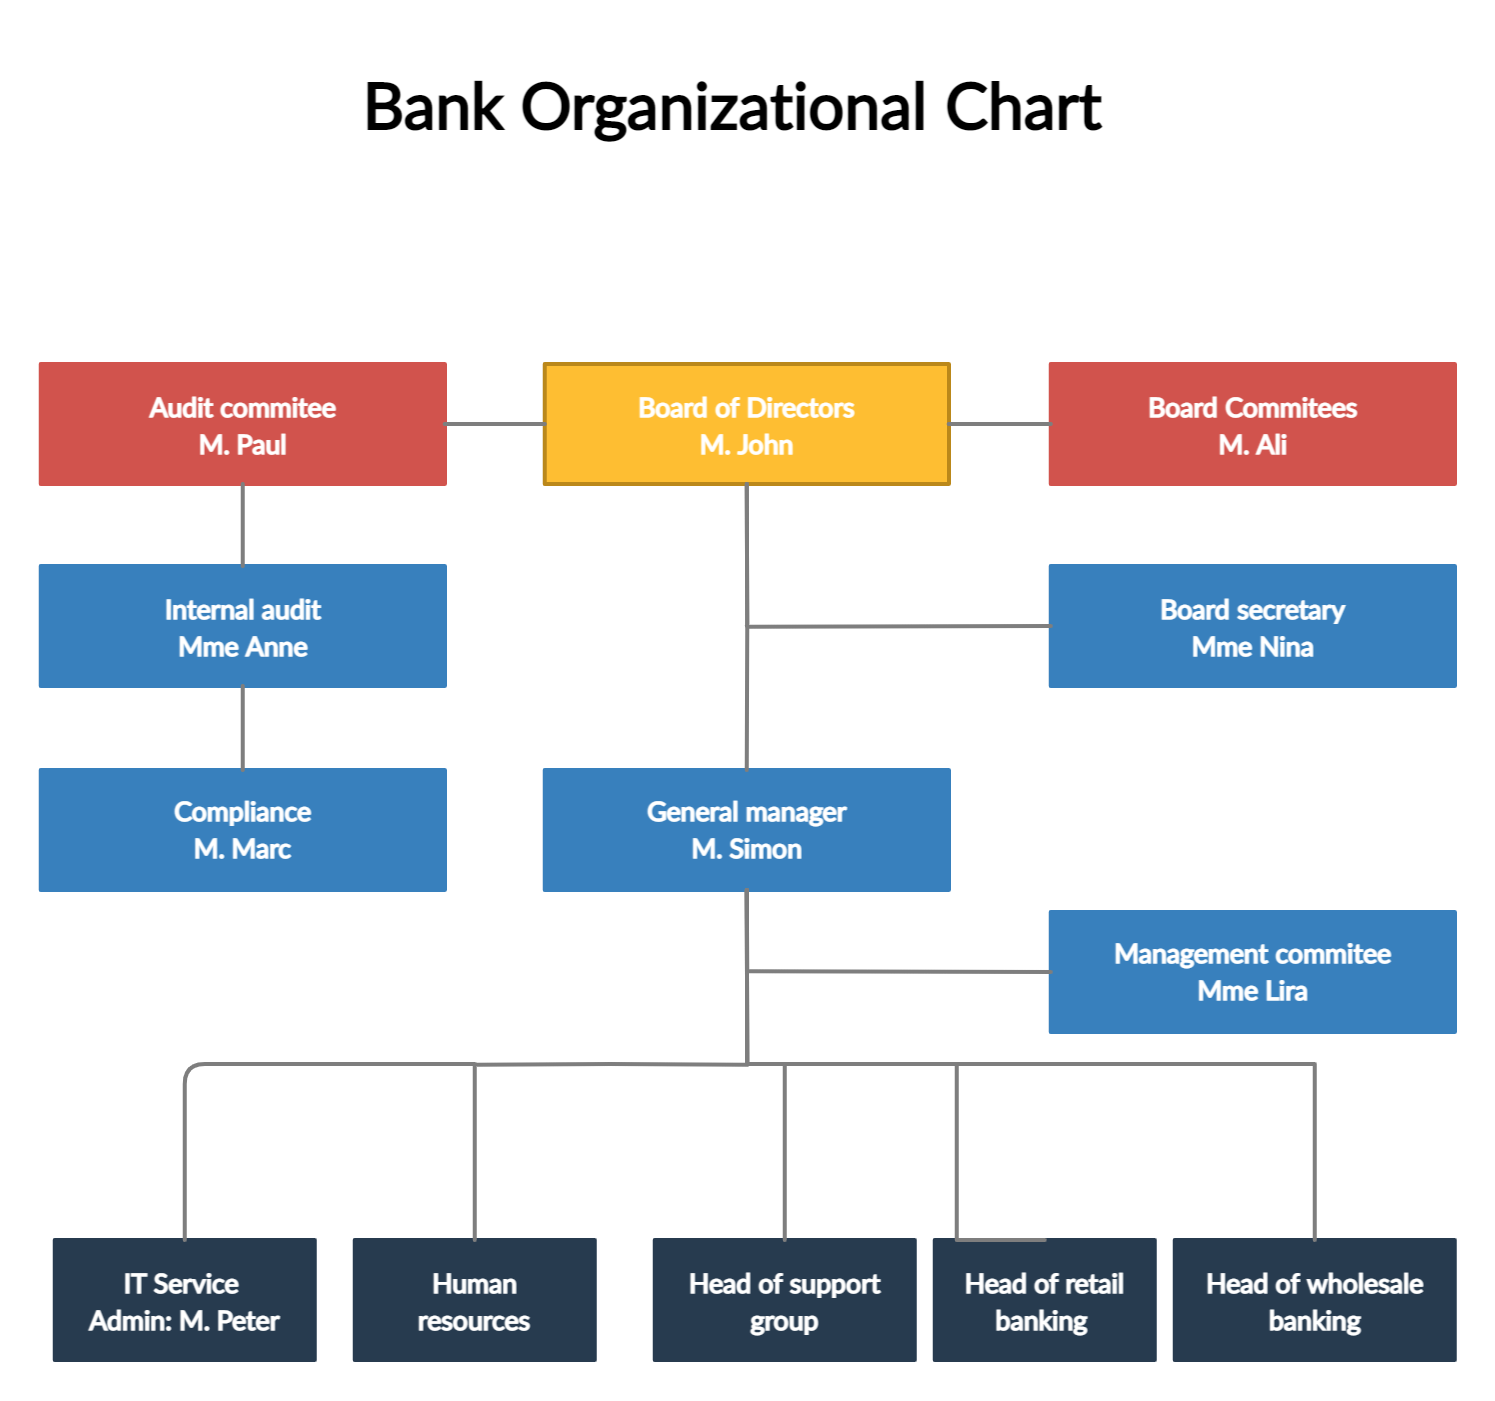 Bank Organizational Chart
Audit commitee
M. Paul
Board of Directors
M. John
Board Commitees
M. Ali
Internal audit
Mme Anne
Board secretary
Mme Nina
Compliance
M. Marc
General manager
M. Simon
Management commitee
Mme Lira
IT Service
Admin: M. Peter
Human
resources
Head of support
group
Head of retail
banking
Head of wholesale
banking